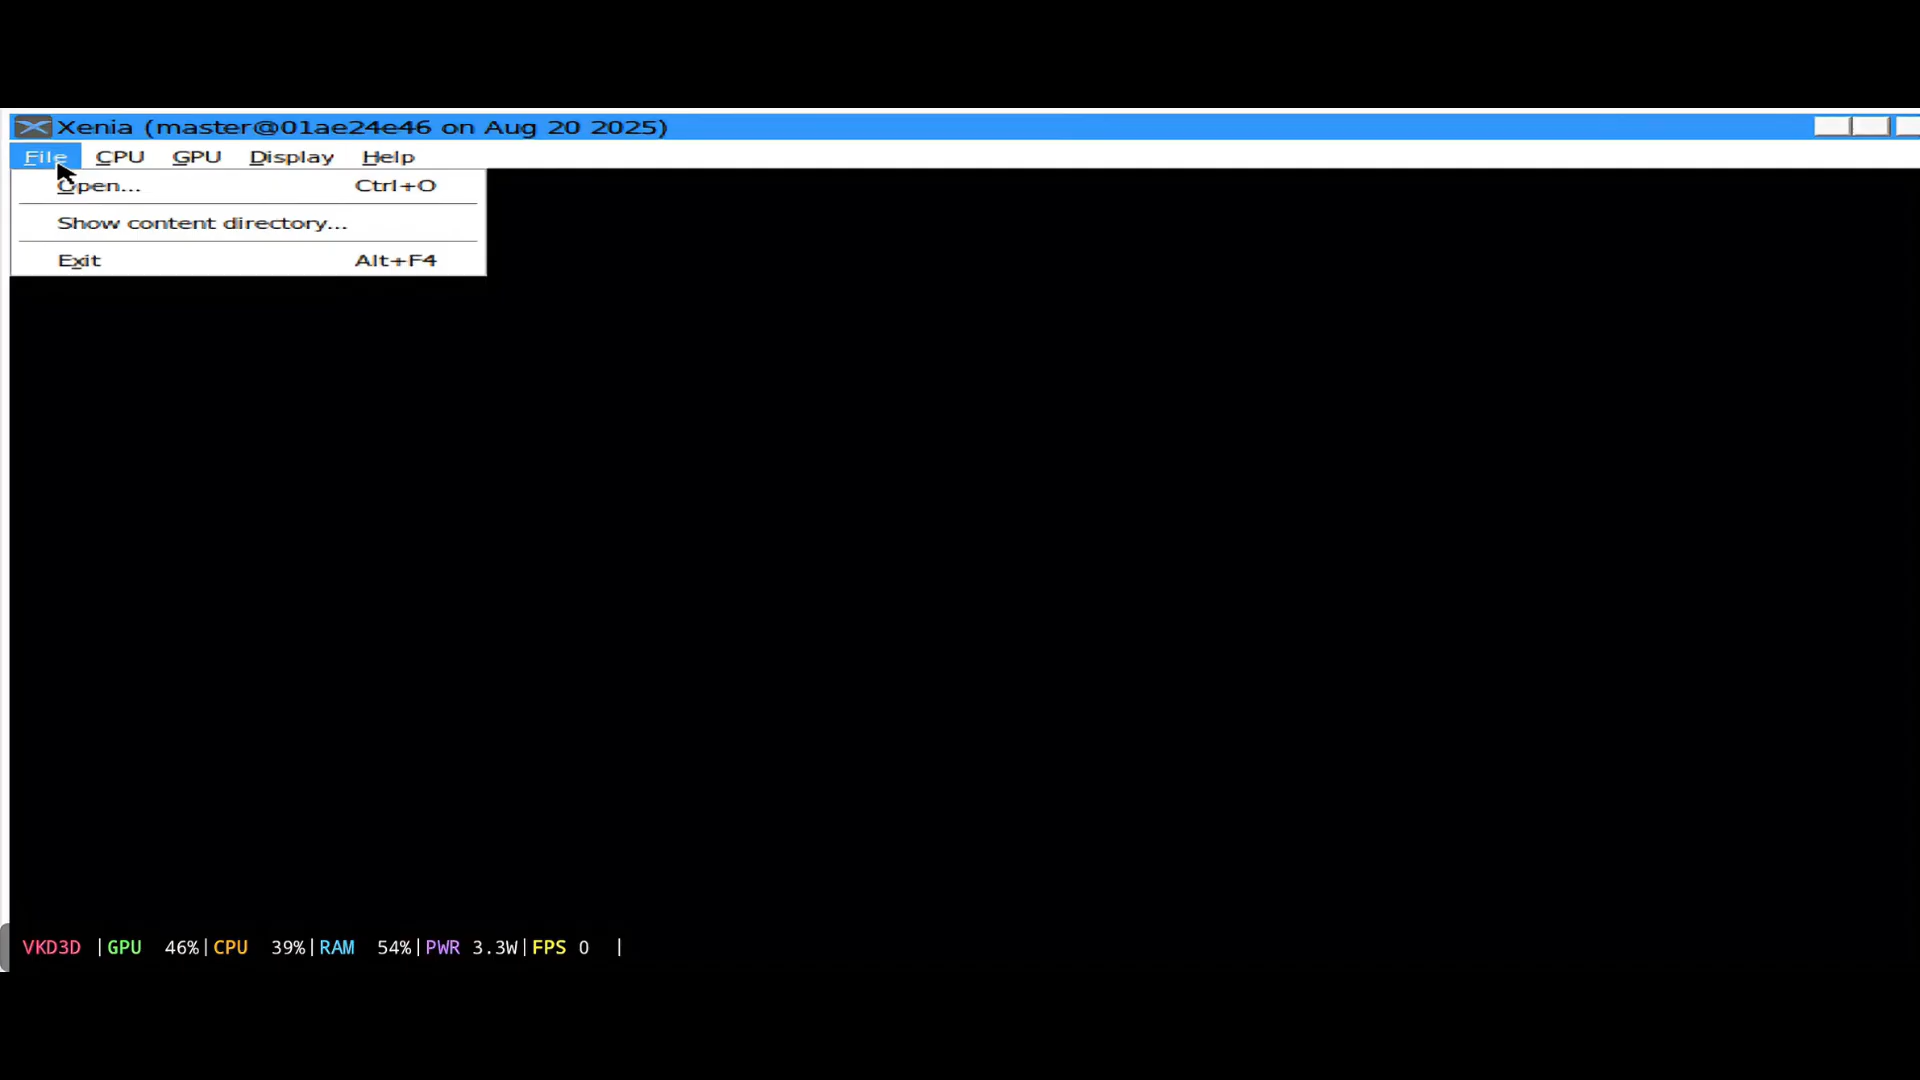 Xenia (master@01ae24e46 on Aug 20 2025)
File CPU GPU Display Help
Open... Ctrl+O
Show content directory...
Exit Alt+F4
VKD3D |GPU 46%|CPU 39%|RAM 54%|PWR 3.3W|FPS 0 |